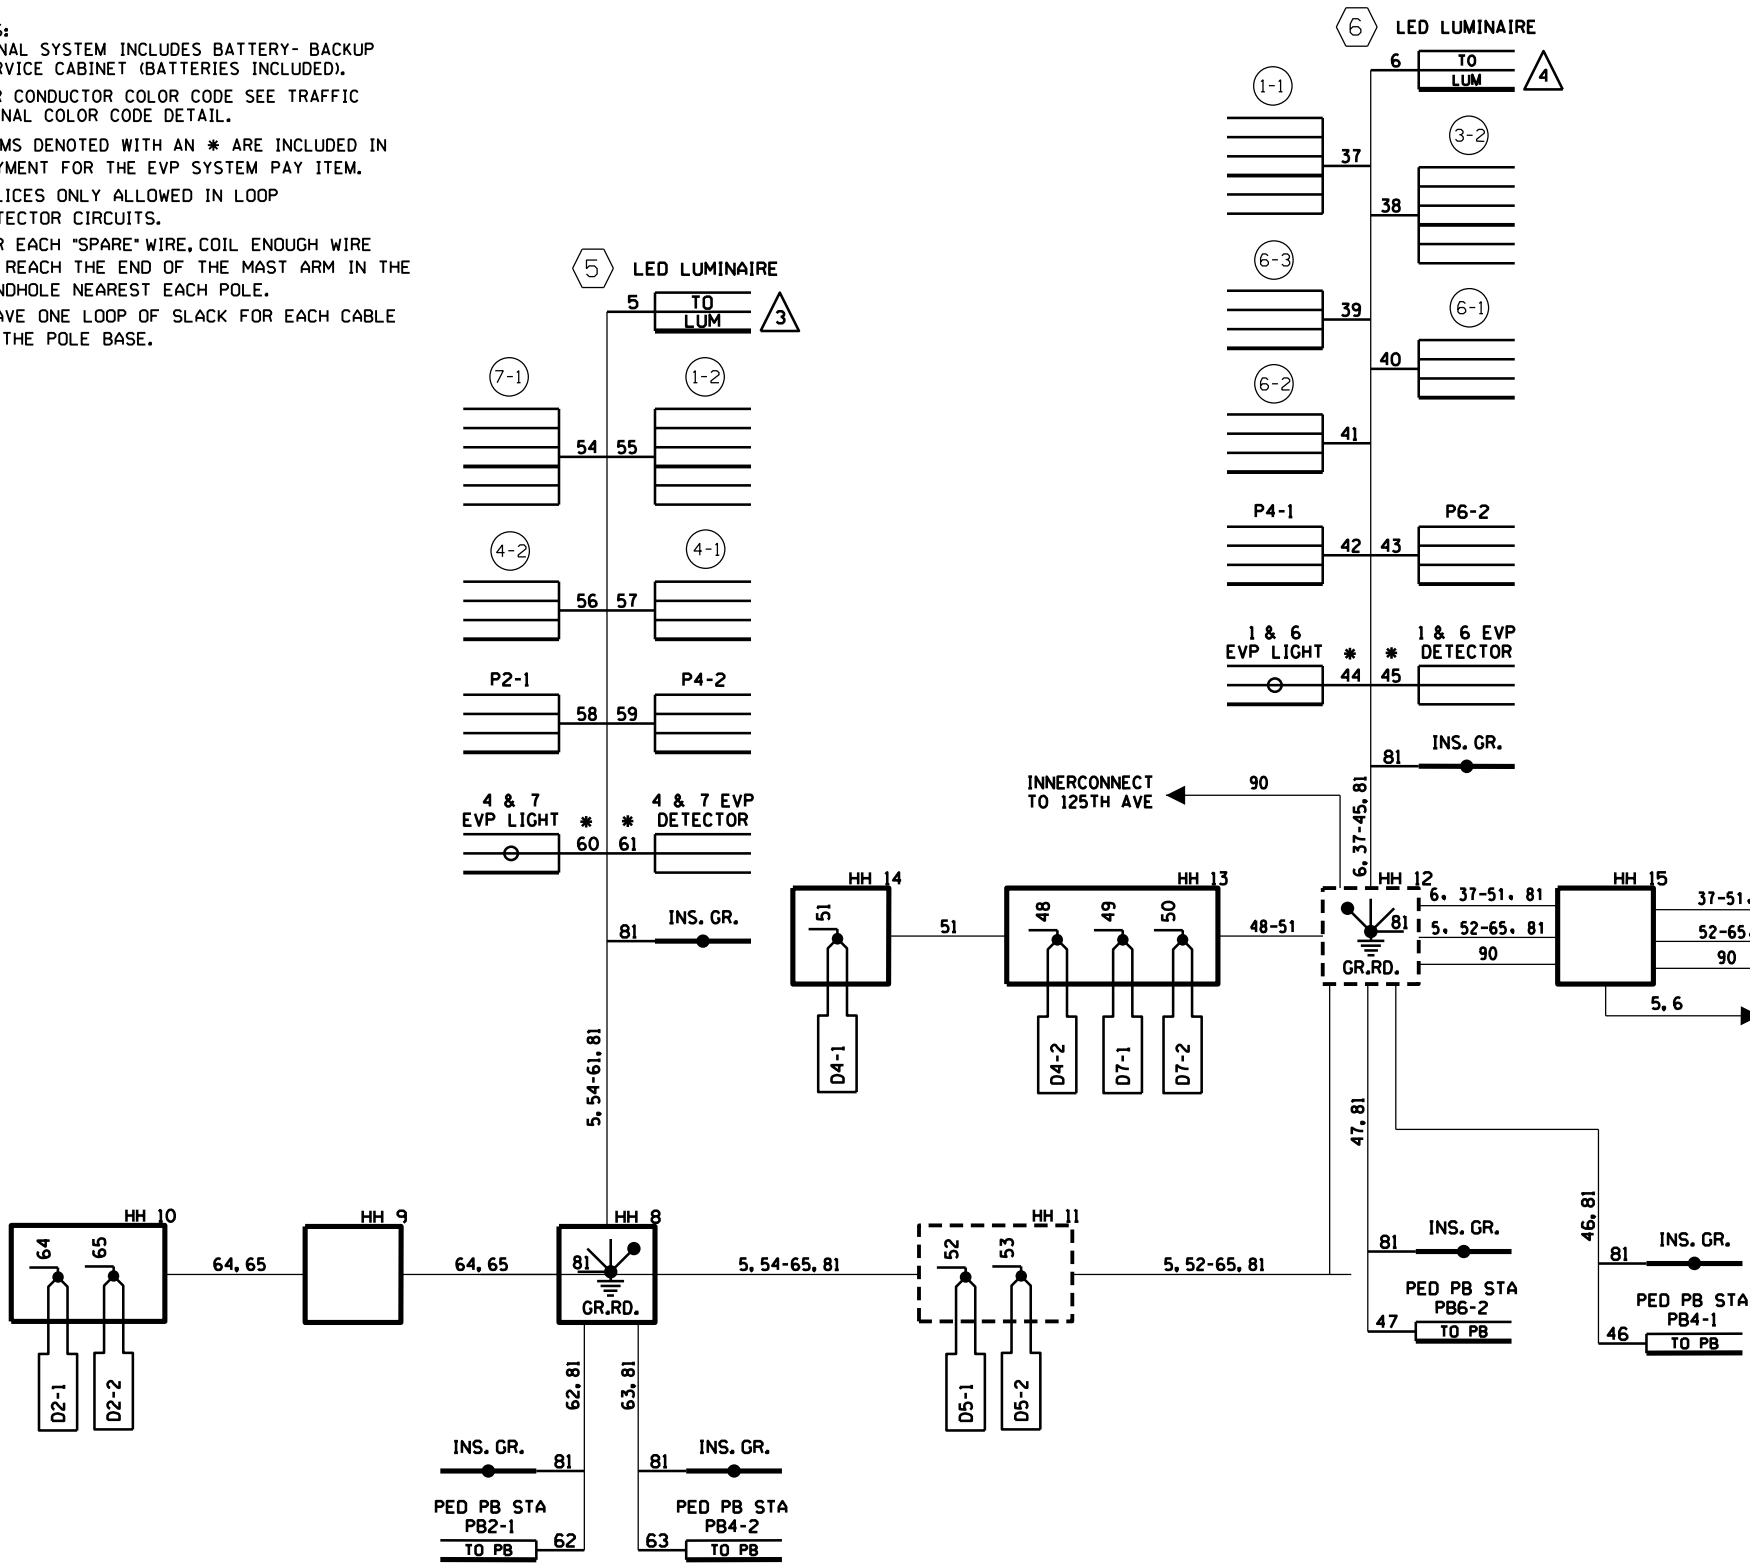 S:
NAL SYSTEM INCLUDES BATTERY- BACKUP
RVICE CABINET (BATTERIES INCLUDED).
R CONDUCTOR COLOR CODE SEE TRAFFIC
NAL COLOR CODE DETAIL.
MS DENOTED WITH AN * ARE INCLUDED IN
YMENT FOR THE EVP SYSTEM PAY ITEM.
LICES ONLY ALLOWED IN LOOP
TECTOR CIRCUITS.
R EACH "SPARE" WIRE, COIL ENOUGH WIRE
REACH THE END OF THE MAST ARM IN THE
NDHOLE NEAREST EACH POLE.
AVE ONE LOOP OF SLACK FOR EACH CABLE
THE POLE BASE.
5 LED LUMINAIRE
5 TO
LUM
3
7-1 1-2
54 55
4-2 4-1
56 57
P2-1 P4-2
58 59
4 & 7
EVP LIGHT * * 4 & 7 EVP
DETECTOR
60 61
INS. GR.
81
5, 54-61, 81
6 LED LUMINAIRE
6 TO
LUM
4
1-1
37
3-2
38
6-3
39
6-1
40
6-2
41
P4-1 P6-2
42 43
1 & 6
EVP LIGHT * * 1 & 6 EVP
DETECTOR
44 45
INS. GR.
81
INNERCONNECT
TO 125TH AVE
90
6, 37-45, 81
HH 14
51
D4-1
51
HH 13
48 49 50
D4-2 D7-1 D7-2
48-51
HH 12
81
GR.RD.
6, 37-51, 81
5, 52-65, 81
90
HH 15
37-51,
52-65,
90
5, 6
47, 81
46, 81
HH 10
64 65
D2-1 D2-2
64, 65
HH 9
64, 65
HH 8
81
GR.RD.
5, 54-65, 81
HH 11
52 53
D5-1 D5-2
5, 52-65, 81
INS. GR.
81
PED PB STA
PB6-2
47 TO PB
INS. GR.
81
PED PB STA
PB4-1
46 TO PB
62, 81
63, 81
INS. GR.
81
PED PB STA
PB2-1
TO PB 62
INS. GR.
81
PED PB STA
PB4-2
63 TO PB